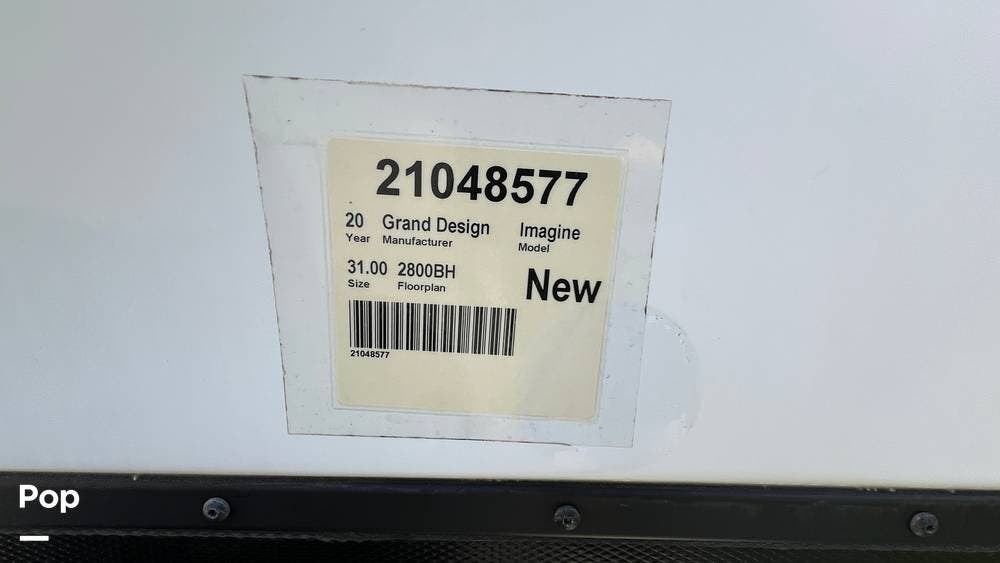 21048577
20 Grand Design Imagine
Year Manufacturer Model
31.00 2800BH New
Size Floorplan
21048577
Pop